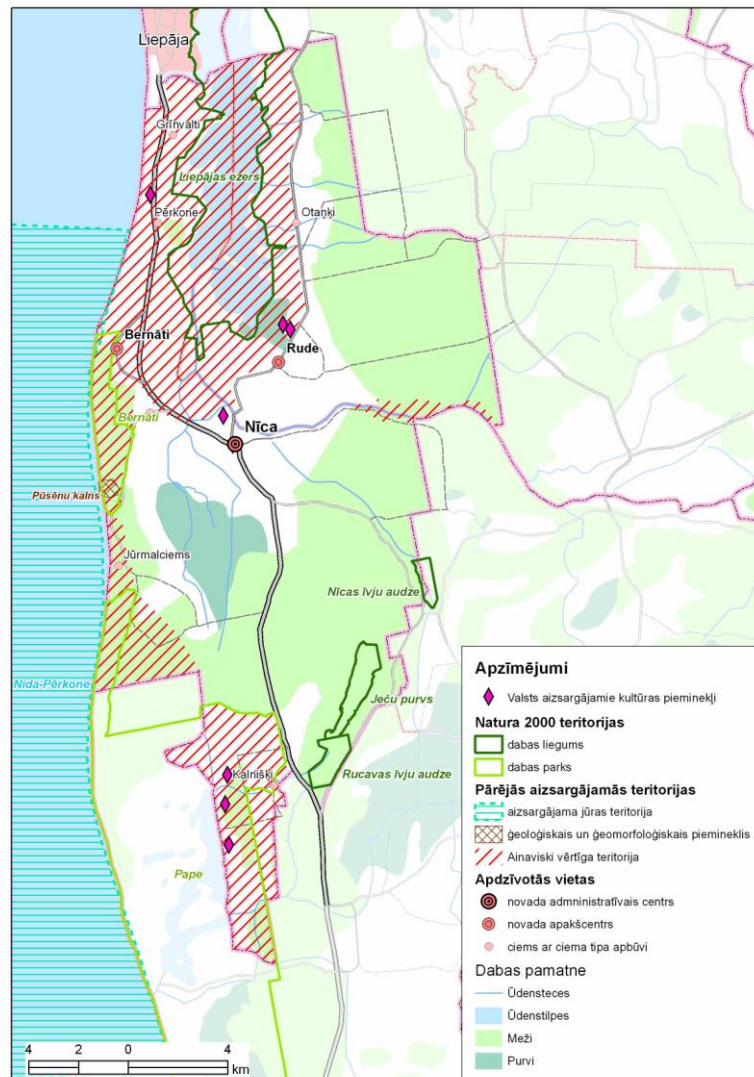 Liepāja
Grīnvalti
Liepājas ezers
Pērkone
Otaņķi
Bernāti
Rude
Bernāti
Nīca
Pūsēnu kalns
Jūrmalciems
Nīcas īvju audze
Nida-Pērkone
Ječu purvs
Kalnišķi
Rucavas īvju audze
Pape
Apzīmējumi
Valsts aizsargājamie kultūras pieminekļi
Natura 2000 teritorijas
dabas liegums
dabas parks
Pārējās aizsargājamās teritorijas
aizsargājama jūras teritorija
ģeoloģiskais un ģeomorfoloģiskais piemineklis
Ainaviski vērtīga teritorija
Apdzīvotās vietas
novada admninistratīvais centrs
novada apakšcentrs
ciems ar ciema tipa apbūvi
Dabas pamatne
Ūdensteces
Ūdenstilpes
Meži
Purvi
4 2 0 4
km